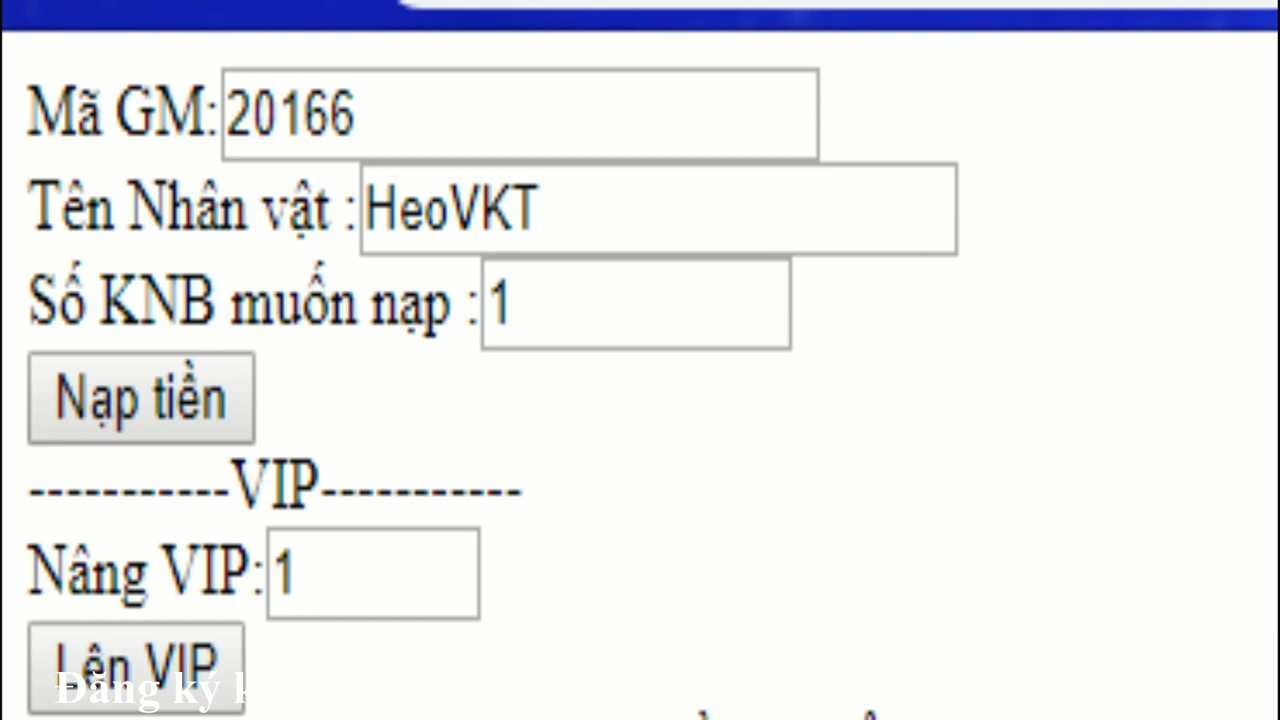 Mã GM: 20166
Tên Nhân vật : HeoVKT
Số KNB muốn nạp : 1
Nạp tiền
-----------VIP-----------
Nâng VIP: 1
Lên VIP
Đăng ký